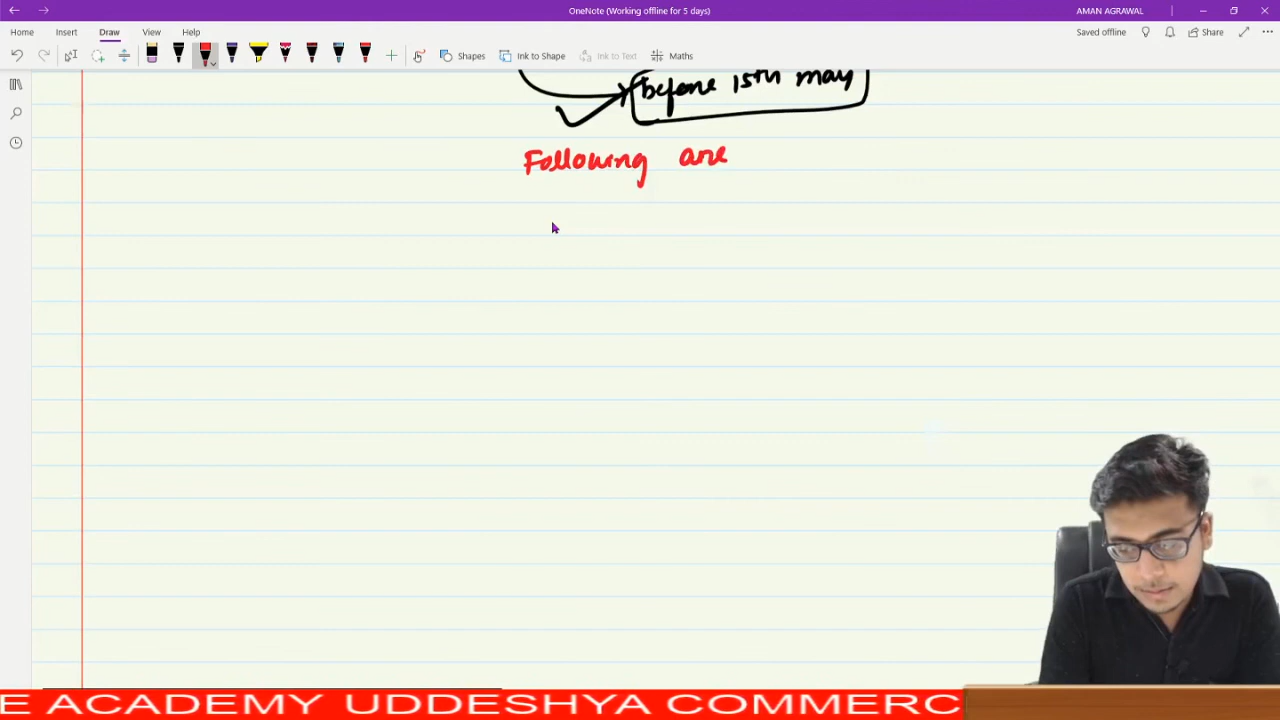 OneNote (Working offline for 5 days)
AMAN AGRAWAL
Home Insert Draw View Help
Saved offline
Share
Shapes Ink to Shape Ink to Text Maths
before 15th may
Following are
E ACADEMY UDDESHYA COMMERC